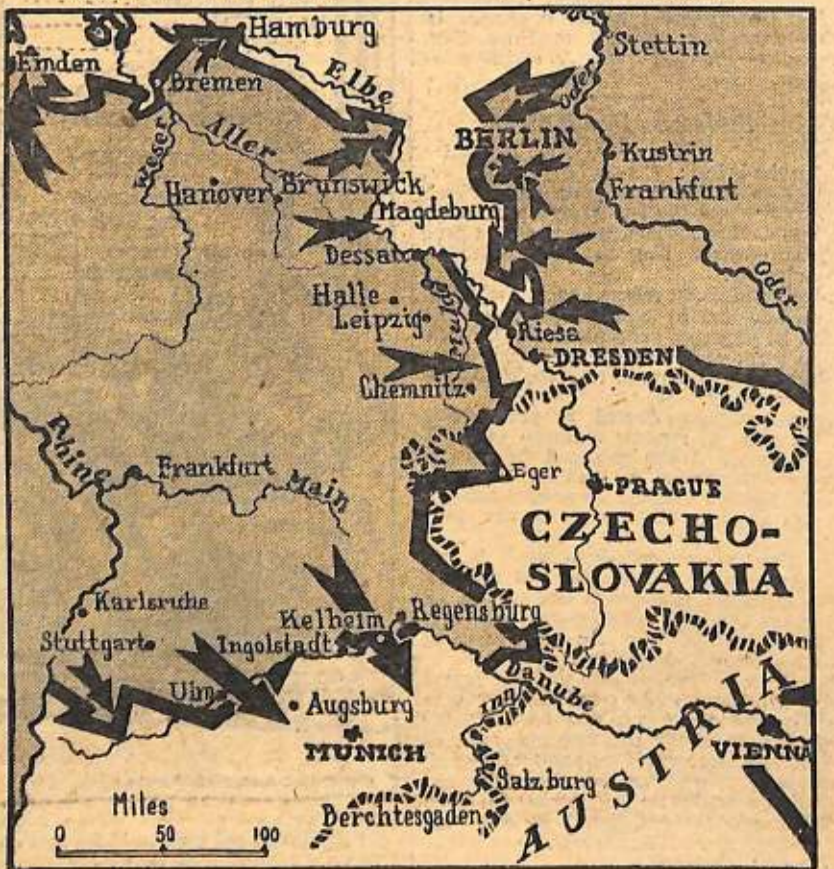 Hamburg
Stettin
Emden
Bremen
Elbe
Oder
BERLIN
Weser
Aller
Kustrin
Hanover
Brunswick
Frankfurt
Magdeburg
Dessau
Oder
Halle
Leipzig
Mulde
Riesa
DRESDEN
Chemnitz
Rhine
Frankfurt
Main
Eger
PRAGUE
CZECHO-
SLOVAKIA
Karlsruhe
Kelheim
Regensburg
Stuttgart
Ingolstadt
Ulm
Augsburg
Inn
Danube
MUNICH
AUSTRIA
VIENNA
Salzburg
Miles
Berchtesgaden
0 50 100